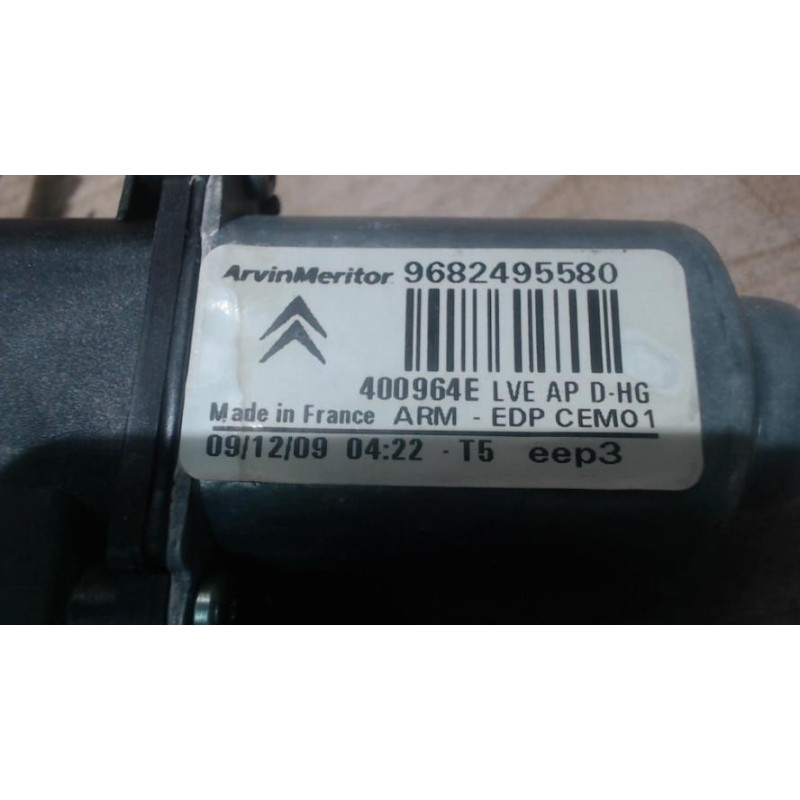 ArvinMeritor 9682495580
400964E LVE AP D-HG
Made in France ARM - EDP CEM01
09/12/09 04:22 - T5 eep3